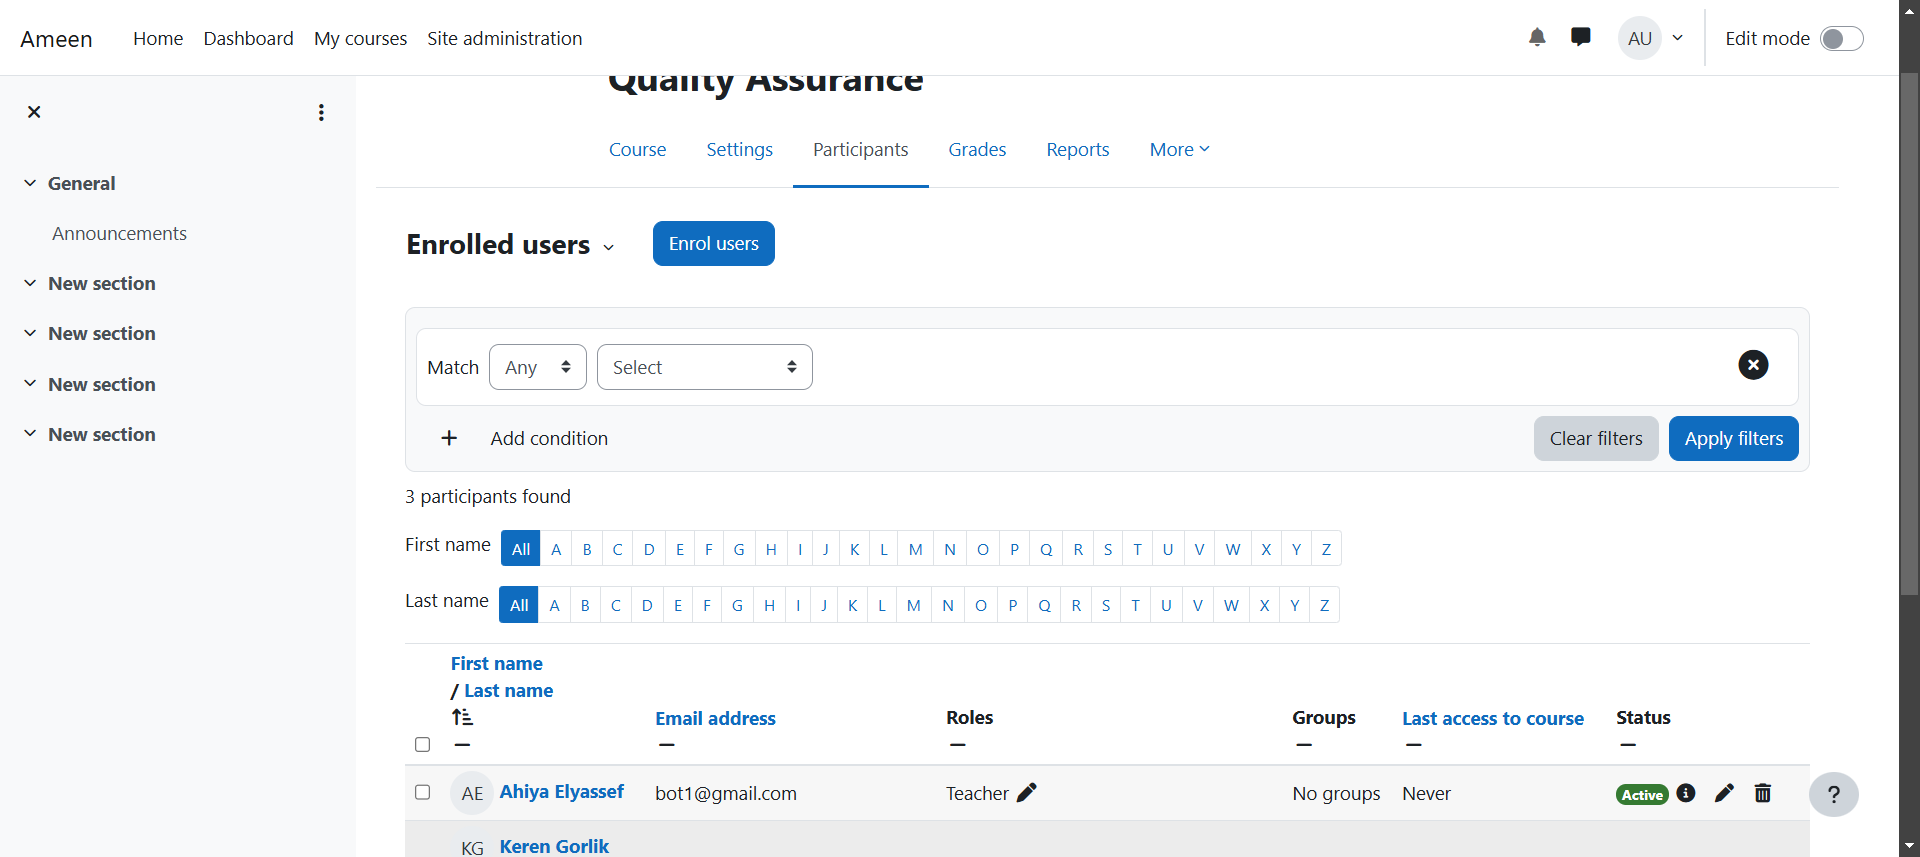 Ameen Home Dashboard My courses Site administration AU Edit mode
Quality Assurance
Course Settings Participants Grades Reports More
General
Announcements
New section
New section
New section
New section
Enrolled users Enrol users
Match Any Select
Add condition Clear filters Apply filters
3 participants found
First name All A B C D E F G H I J K L M N O P Q R S T U V W X Y Z
Last name All A B C D E F G H I J K L M N O P Q R S T U V W X Y Z
First name
/ Last name
Email address Roles Groups Last access to course Status
AE Ahiya Elyassef bot1@gmail.com Teacher No groups Never Active
?
KG Keren Gorlik